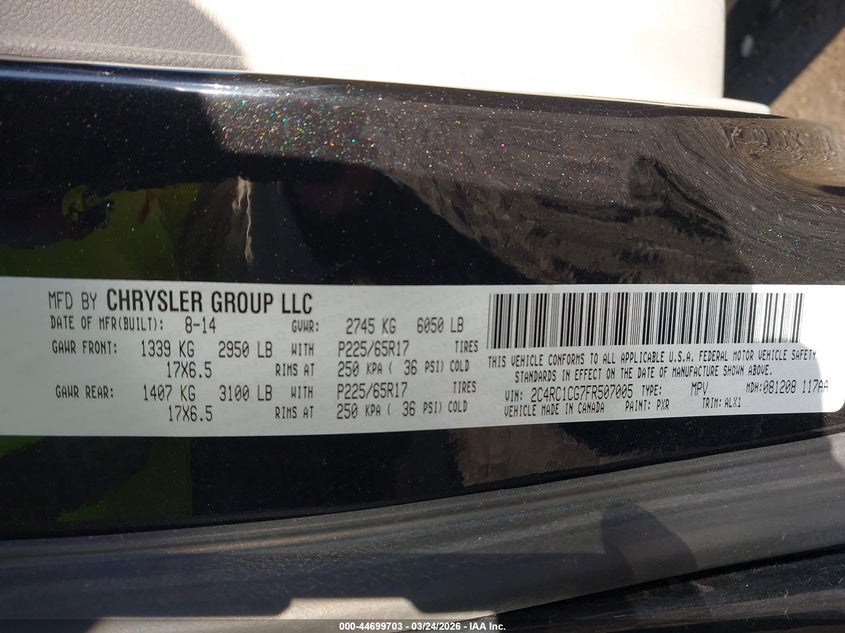 MFD BY CHRYSLER GROUP LLC
DATE OF MFR(BUILT): 8-14 GVWR: 2745 KG 6050 LB
GAWR FRONT: 1339 KG 2950 LB WITH P225/65R17 TIRES
17X6.5 RIMS AT 250 KPA ( 36 PSI) COLD
GAWR REAR: 1407 KG 3100 LB WITH P225/65R17 TIRES
17X6.5 RIMS AT 250 KPA ( 36 PSI) COLD
THIS VEHICLE CONFORMS TO ALL APPLICABLE U.S.A. FEDERAL MOTOR VEHICLE SAFETY
STANDARDS IN EFFECT ON THE DATE OF MANUFACTURE SHOWN ABOVE.
VIN: 2C4RC1CG7FR507005 TYPE: MPV MDH: 081208 117AA
VEHICLE MADE IN CANADA PAINT: PXR TRIM: ALX1
000-44699703 - 03/24/2026 - IAA Inc.